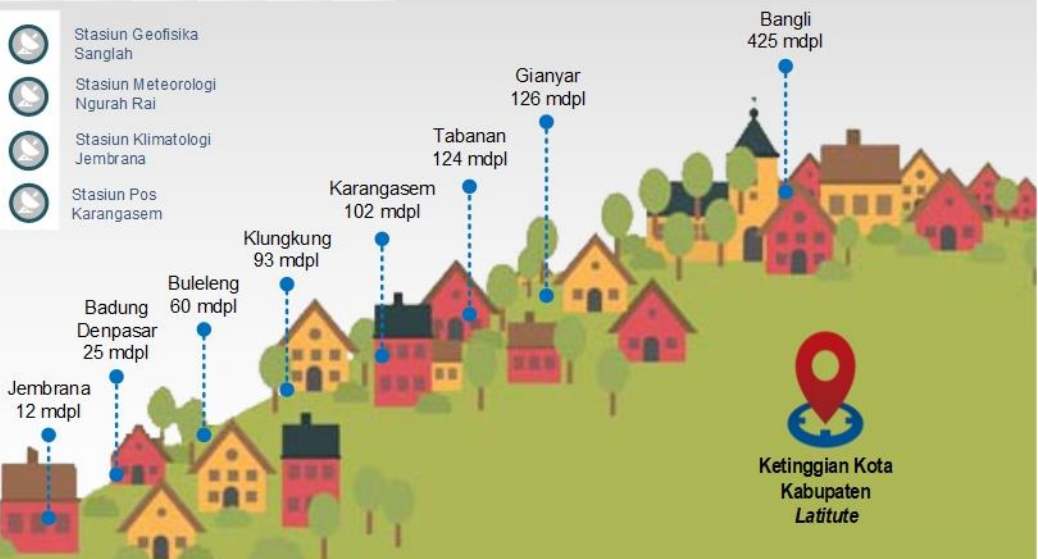 Stasiun Geofisika
Sanglah
Stasiun Meteorologi
Ngurah Rai
Stasiun Klimatologi
Jembrana
Stasiun Pos
Karangasem
Jembrana
12 mdpl
Badung
Denpasar
25 mdpl
Buleleng
60 mdpl
Klungkung
93 mdpl
Karangasem
102 mdpl
Tabanan
124 mdpl
Gianyar
126 mdpl
Bangli
425 mdpl
Ketinggian Kota
Kabupaten
Latitute